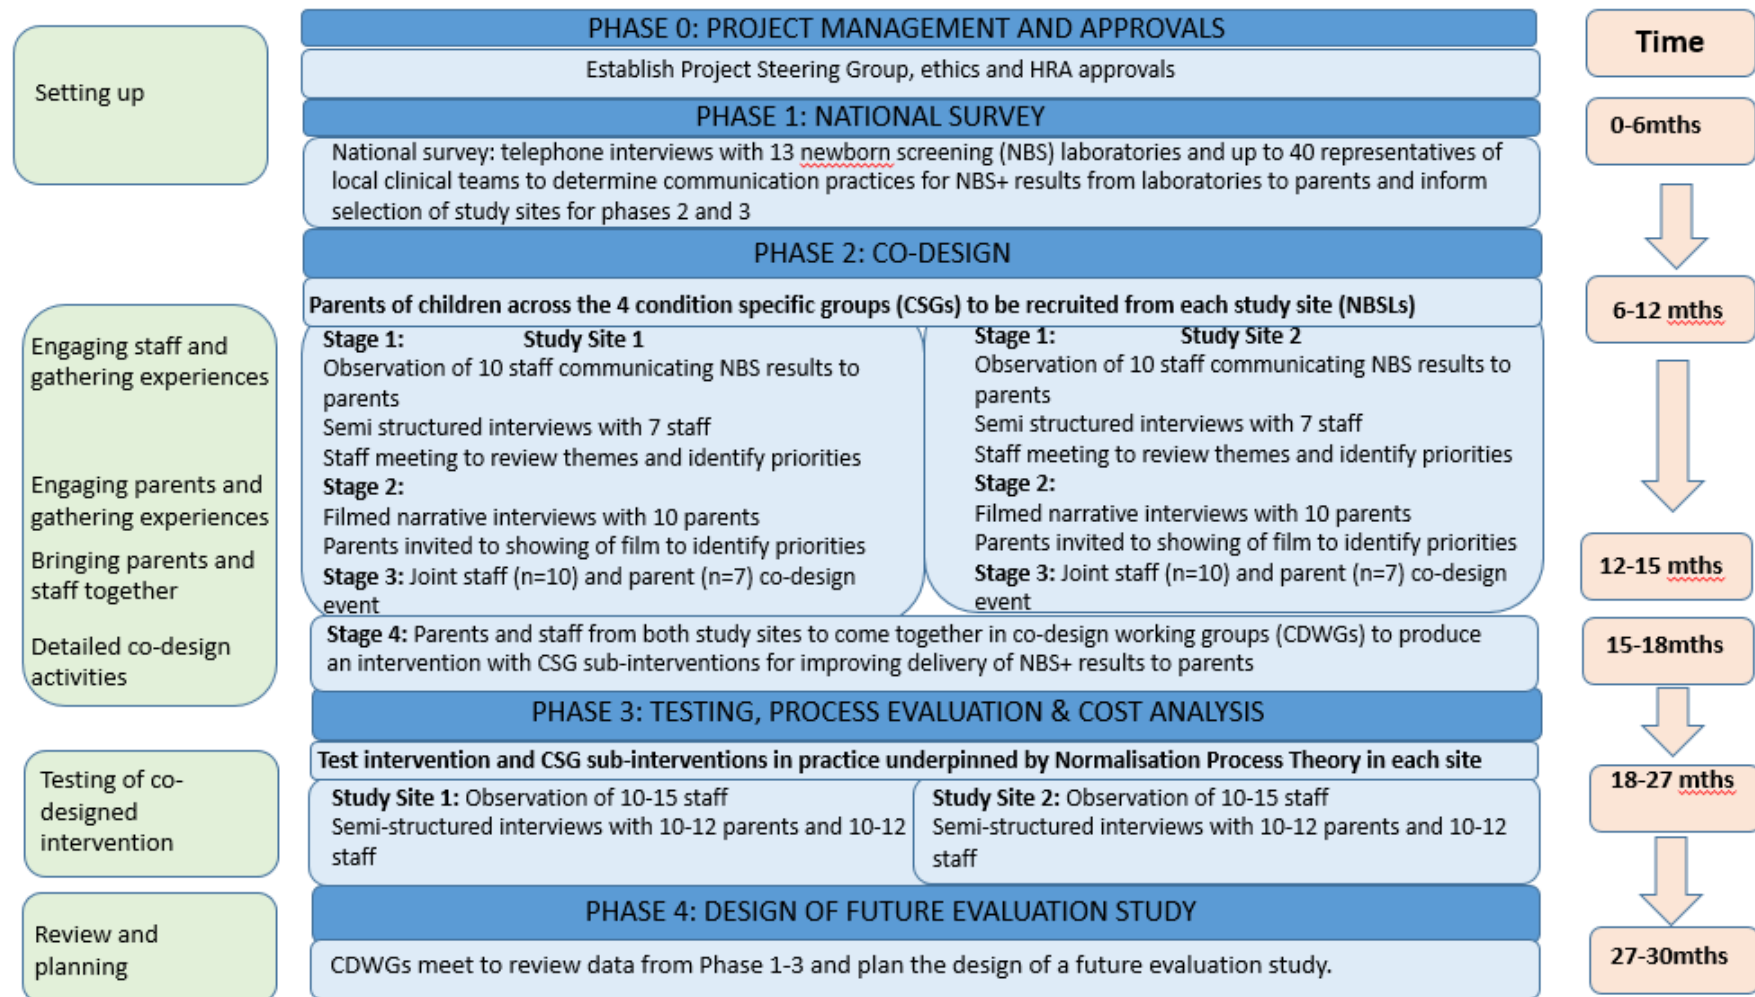 PHASE 0: PROJECT MANAGEMENT AND APPROVALS
Time
Setting up
Establish Project Steering Group, ethics and HRA approvals
PHASE 1: NATIONAL SURVEY
0-6mths
National survey: telephone interviews with 13 newborn screening (NBS) laboratories and up to 40 representatives of
local clinical teams to determine communication practices for NBS+ results from laboratories to parents and inform
selection of study sites for phases 2 and 3
PHASE 2: CO-DESIGN
Parents of children across the 4 condition specific groups (CSGs) to be recruited from each study site (NBSLs)
6-12 mths
Engaging staff and
gathering experiences
Engaging parents and
gathering experiences
Bringing parents and
staff together
Detailed co-design
activities
Stage 1: Study Site 1
Observation of 10 staff communicating NBS results to
parents
Semi structured interviews with 7 staff
Staff meeting to review themes and identify priorities
Stage 2:
Filmed narrative interviews with 10 parents
Parents invited to showing of film to identify priorities
Stage 3: Joint staff (n=10) and parent (n=7) co-design
event
Stage 1: Study Site 2
Observation of 10 staff communicating NBS results to
parents
Semi structured interviews with 7 staff
Staff meeting to review themes and identify priorities
Stage 2:
Filmed narrative interviews with 10 parents
Parents invited to showing of film to identify priorities
Stage 3: Joint staff (n=10) and parent (n=7) co-design
event
12-15 mths
Stage 4: Parents and staff from both study sites to come together in co-design working groups (CDWGs) to produce
an intervention with CSG sub-interventions for improving delivery of NBS+ results to parents
15-18mths
PHASE 3: TESTING, PROCESS EVALUATION & COST ANALYSIS
Test intervention and CSG sub-interventions in practice underpinned by Normalisation Process Theory in each site
Testing of co-
designed
intervention
Study Site 1: Observation of 10-15 staff
Semi-structured interviews with 10-12 parents and 10-12
staff
Study Site 2: Observation of 10-15 staff
Semi-structured interviews with 10-12 parents and 10-12
staff
18-27 mths
PHASE 4: DESIGN OF FUTURE EVALUATION STUDY
Review and
planning
CDWGs meet to review data from Phase 1-3 and plan the design of a future evaluation study.
27-30mths